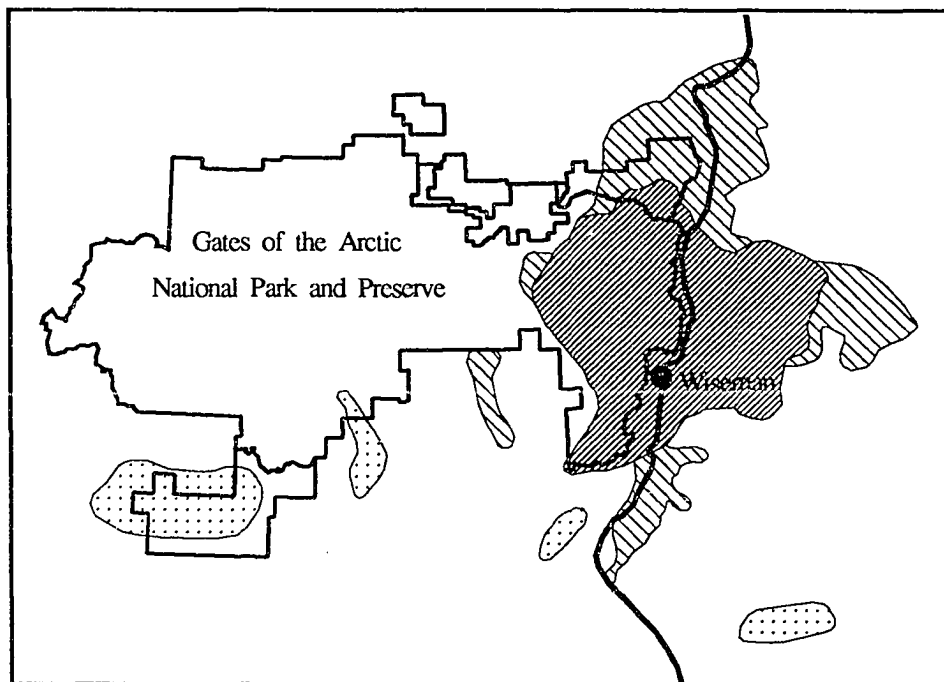 Gates of the Arctic
National Park and Preserve
Wiseman